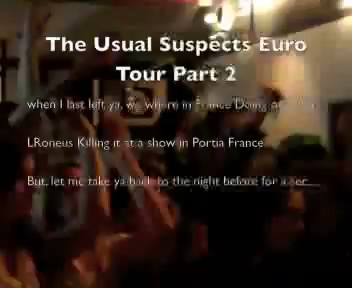 The Usual Suspects Euro
Tour Part 2
when I last left ya, we where in France Doing
LRoneus Killing it at a show in Portia France
But, let me take ya back to the night before for a sec....